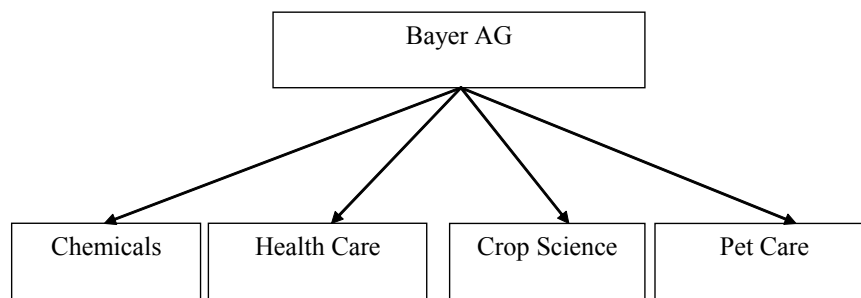 Bayer AG
Chemicals
Health Care
Crop Science
Pet Care